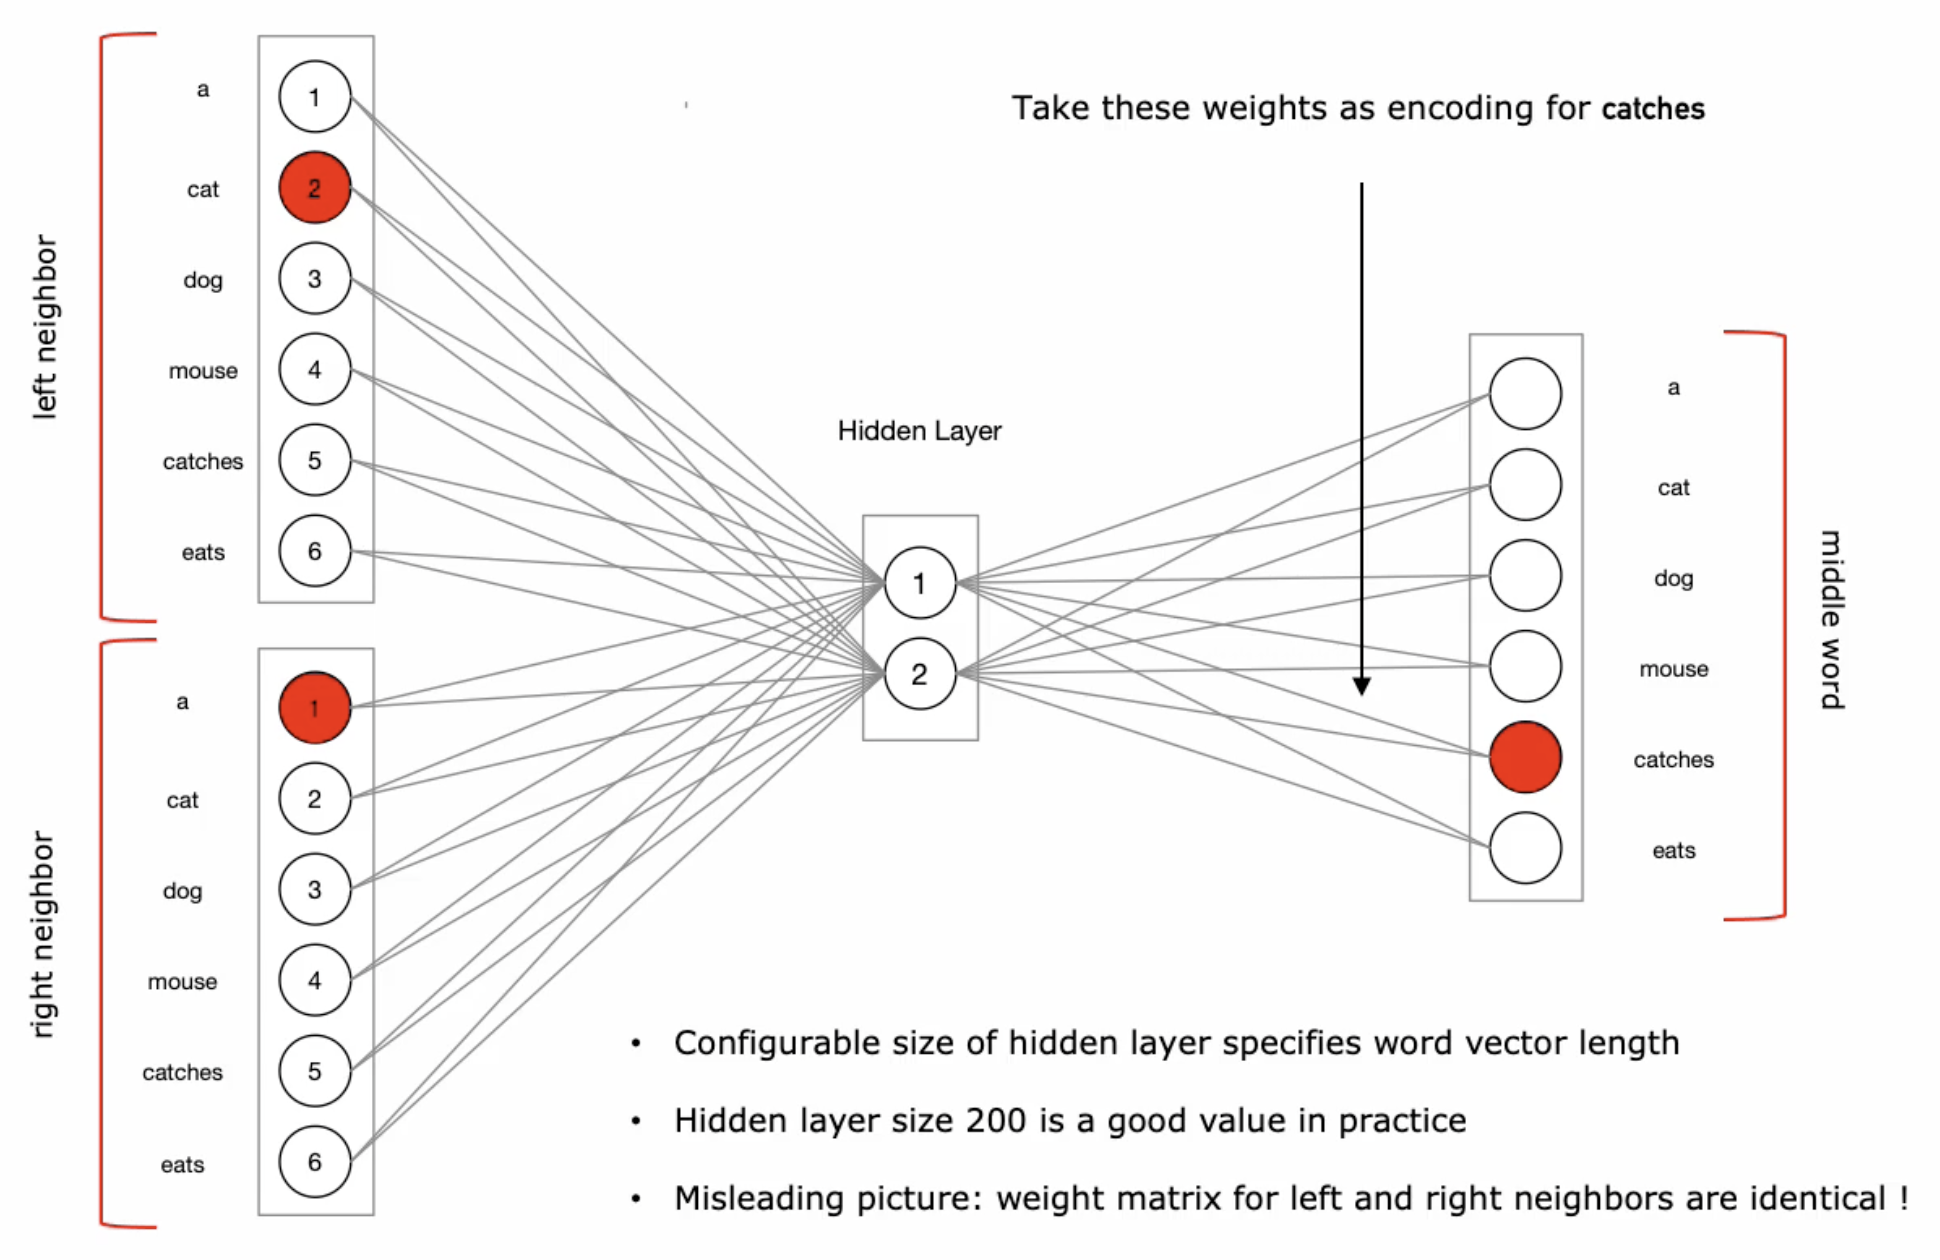 left neighbor
a
1
cat
2
dog
3
mouse
4
catches
5
eats
6
right neighbor
a
1
cat
2
dog
3
mouse
4
catches
5
eats
6
Hidden Layer
1
2
Take these weights as encoding for catches
a
cat
dog
mouse
catches
eats
middle word
• Configurable size of hidden layer specifies word vector length
• Hidden layer size 200 is a good value in practice
• Misleading picture: weight matrix for left and right neighbors are identical !